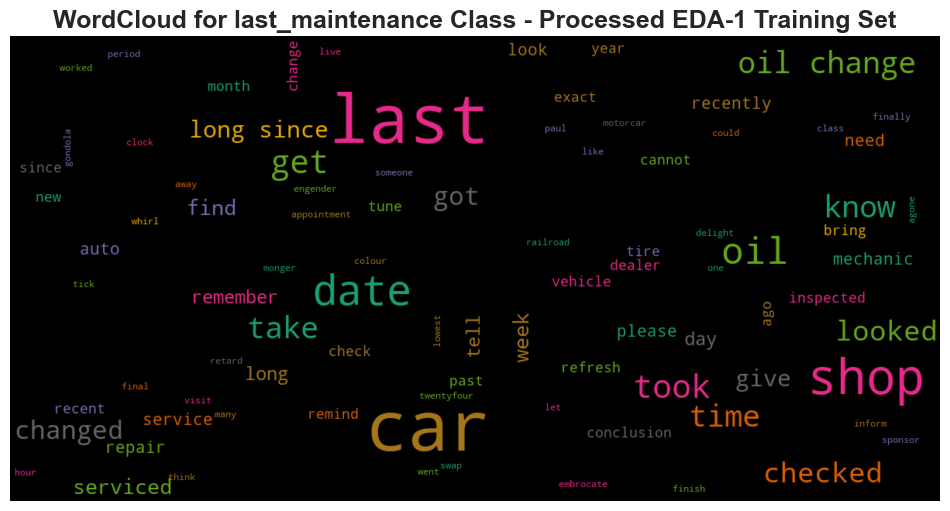 WordCloud for last_maintenance Class - Processed EDA-1 Training Set
period
live
look
year
oil change
worked
change
month
exact
recently
last
long since
gondola
clock
paul
motorcar
could
class
finally
need
like
cannot
get
since
someone
away
engender
new
find
got
tune
know
agone
whirl
appointment
bring
delight
auto
railroad
tire
oil
mechanic
colour
monger
dealer
one
vehicle
tick
date
remember
inspected
ago
take
lowest
tell
week
please
day
looked
check
retard
long
refresh
past
took
give
shop
final
visit
twentyfour
recent
service
many
remind
let
time
car
changed
conclusion
inform
sponsor
repair
hour
think
went
swap
checked
serviced
embrocate
finish